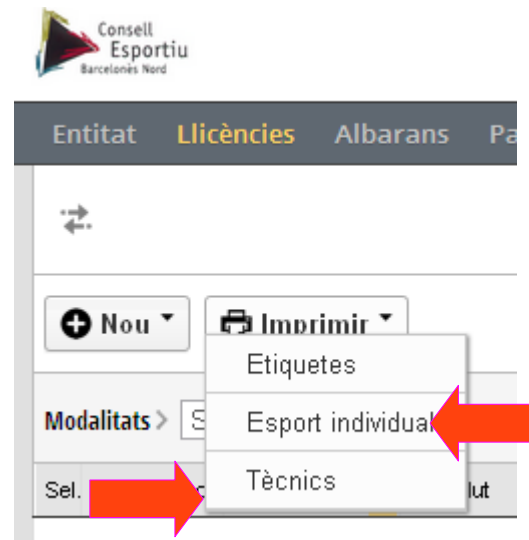 Consell
Esportiu
Barcelonès Nord
Entitat Llicències Albarans
Nou Imprimir
Etiquetes
Modalitats > S
Esport individual
Tècnics
Sel.